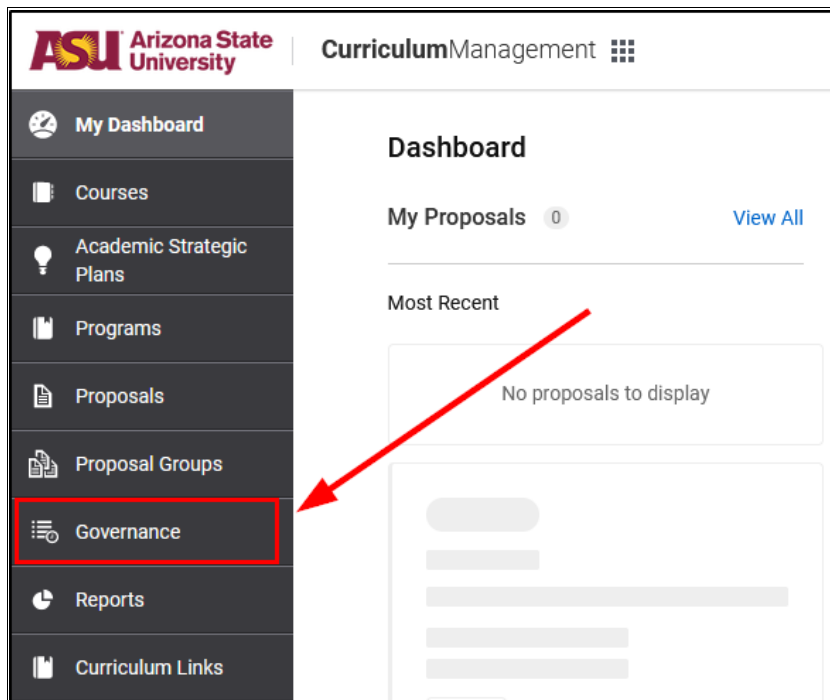 ASU Arizona State University
CurriculumManagement
My Dashboard
Courses
Academic Strategic
Plans
Programs
Proposals
Proposal Groups
Governance
Reports
Curriculum Links
Dashboard
My Proposals 0 View All
Most Recent
No proposals to display